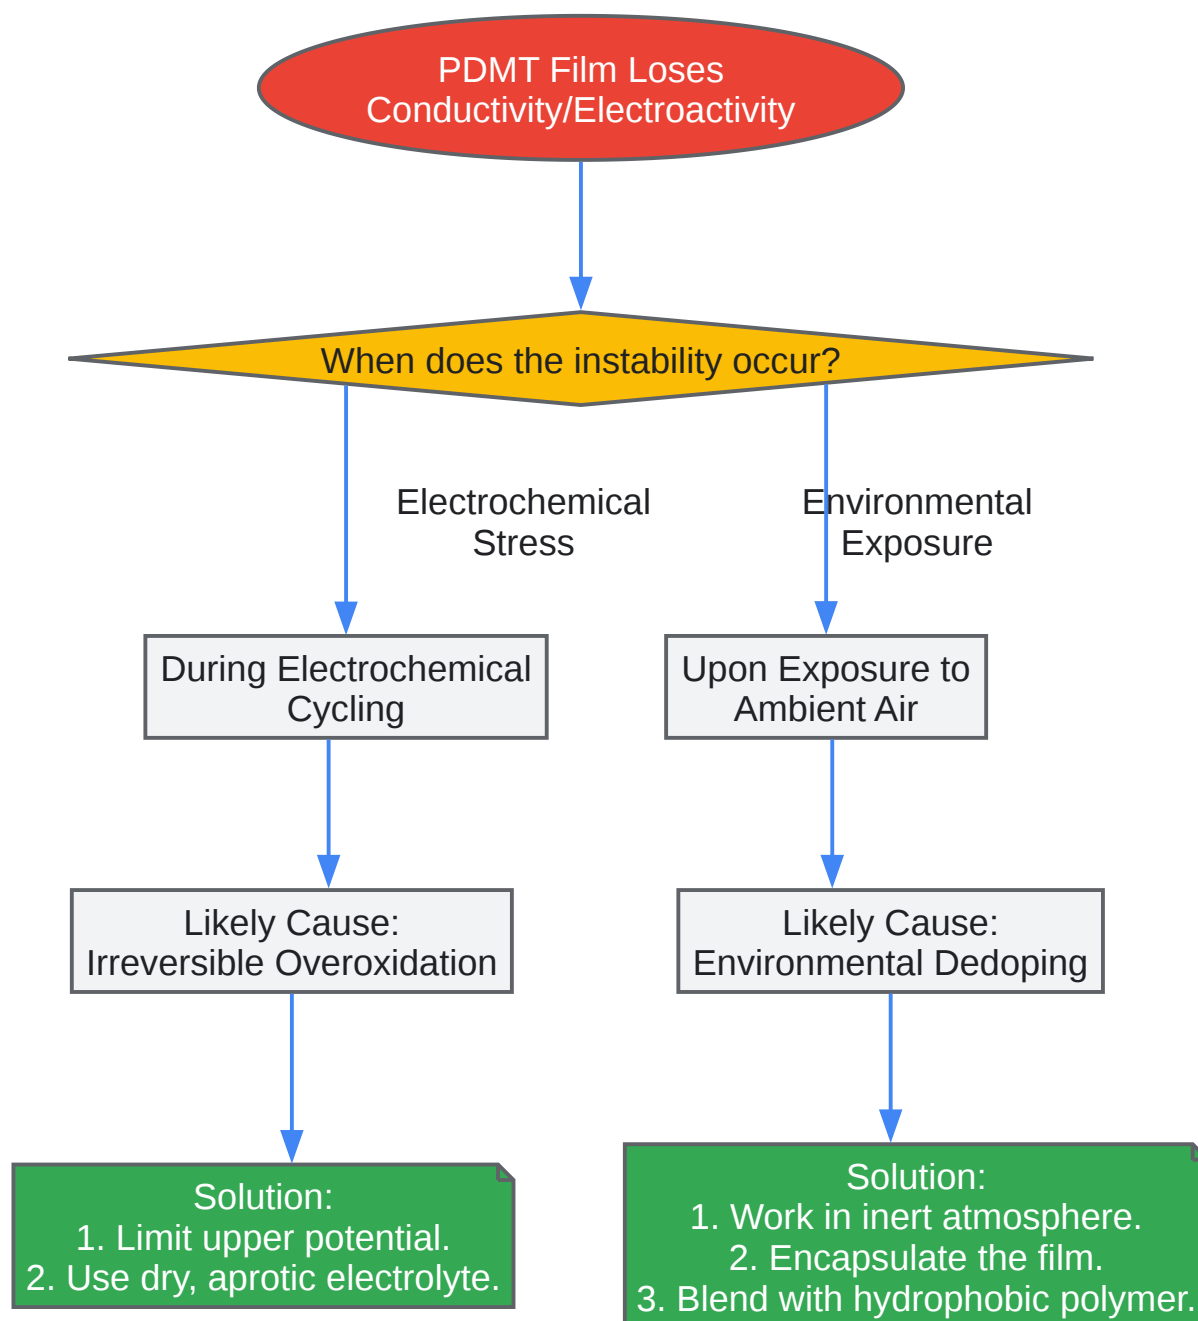 PDMT Film Loses
Conductivity/Electroactivity
When does the instability occur?
Electrochemical
Stress
Environmental
Exposure
During Electrochemical
Cycling
Upon Exposure to
Ambient Air
Likely Cause:
Irreversible Overoxidation
Likely Cause:
Environmental Dedoping
Solution:
1. Limit upper potential.
2. Use dry, aprotic electrolyte.
Solution:
1. Work in inert atmosphere.
2. Encapsulate the film.
3. Blend with hydrophobic polymer.